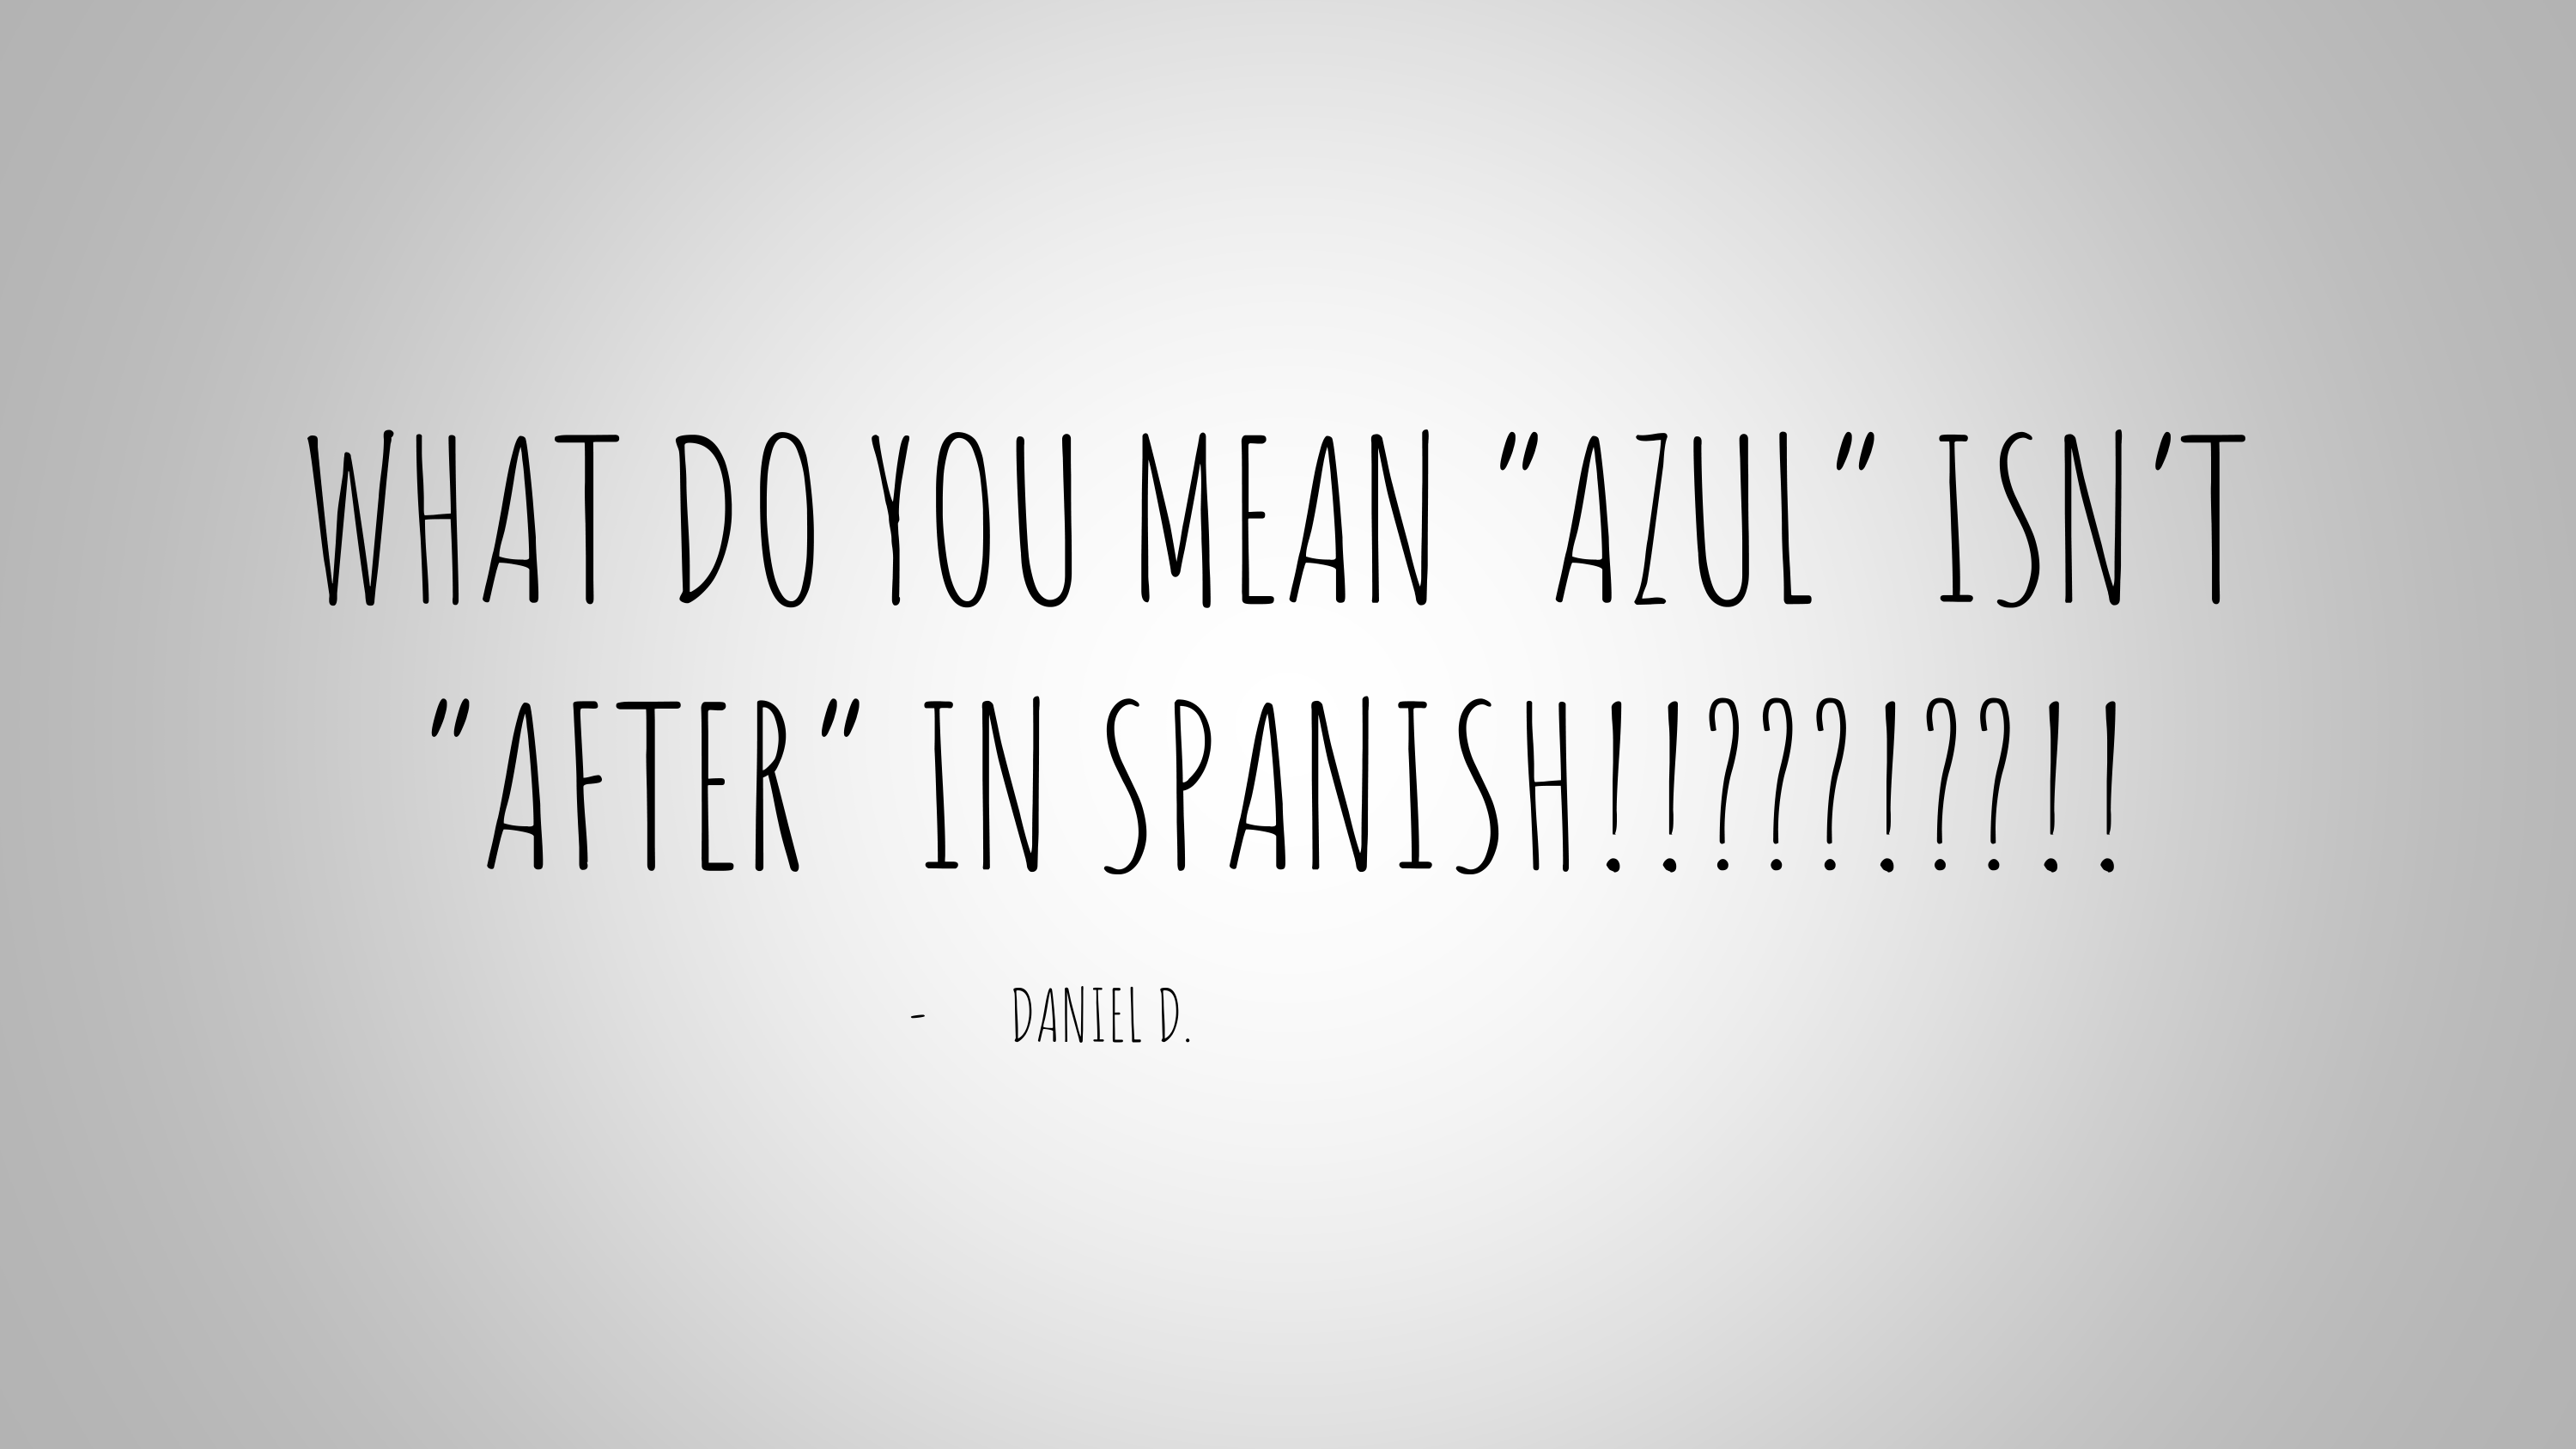 WHAT DO YOU MEAN "AZUL" ISN'T
"AFTER" IN SPANISH!!???!??!!
- DANIEL D.